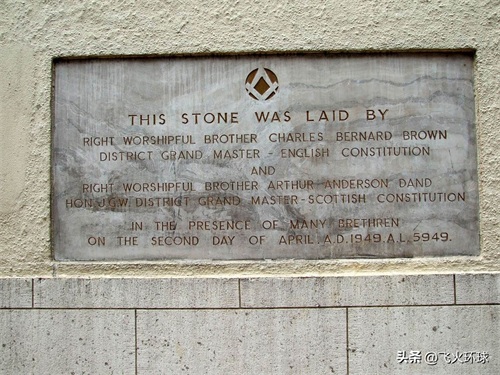 THIS STONE WAS LAID BY
RIGHT WORSHIPFUL BROTHER CHARLES BERNARD BROWN
DISTRICT GRAND MASTER - ENGLISH CONSTITUTION
AND
RIGHT WORSHIPFUL BROTHER ARTHUR ANDERSON DAND
HON. J.G.W. DISTRICT GRAND MASTER - SCOTTISH CONSTITUTION
IN THE PRESENCE OF MANY BRETHREN
ON THE SECOND DAY OF APRIL. A.D. 1949. A.L. 5949.
头条 @飞火环球